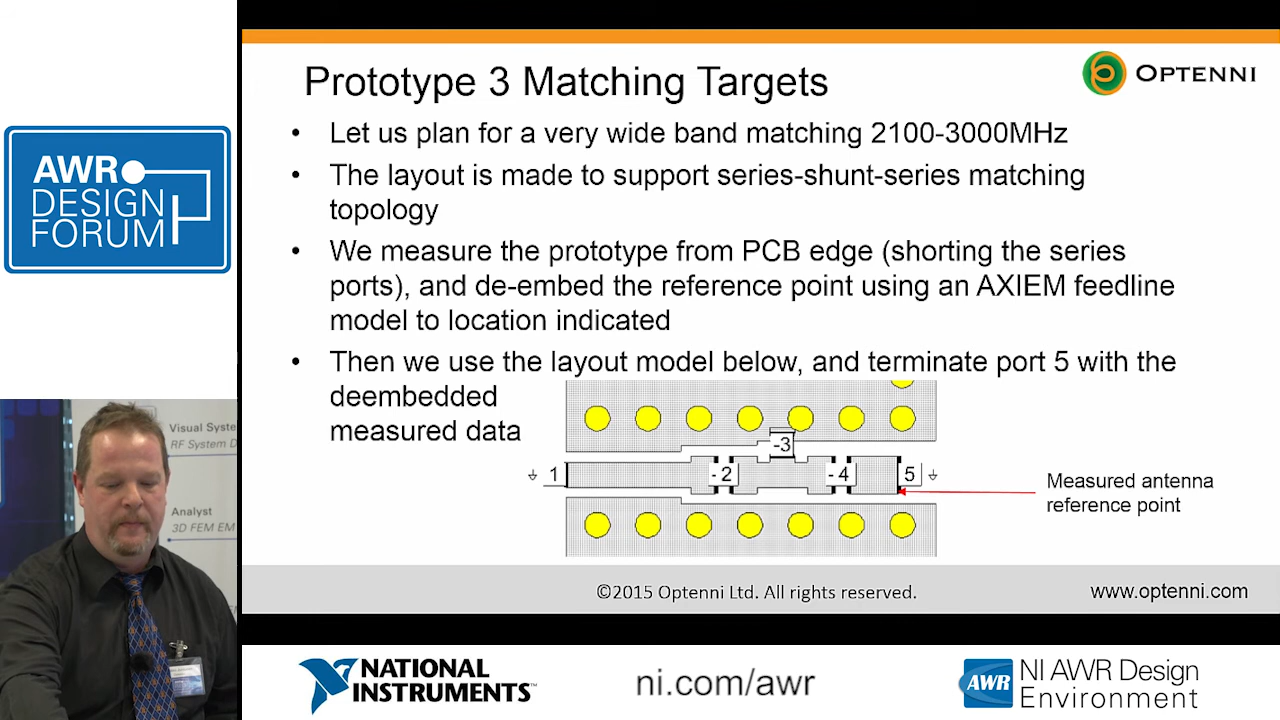 Prototype 3 Matching Targets
OPTENNI
• Let us plan for a very wide band matching 2100-3000MHz
• The layout is made to support series-shunt-series matching
topology
• We measure the prototype from PCB edge (shorting the series
ports), and de-embed the reference point using an AXIEM feedline
model to location indicated
• Then we use the layout model below, and terminate port 5 with the
deembedded
measured data
-3
1
-2
-4
5
Measured antenna
reference point
©2015 Optenni Ltd. All rights reserved.
www.optenni.com
AWR
DESIGN
FORUM
Visual Syste
RF System D
Analyst
3D FEM EM
NATIONAL
INSTRUMENTS™
ni.com/awr
AWR
NI AWR Design
Environment